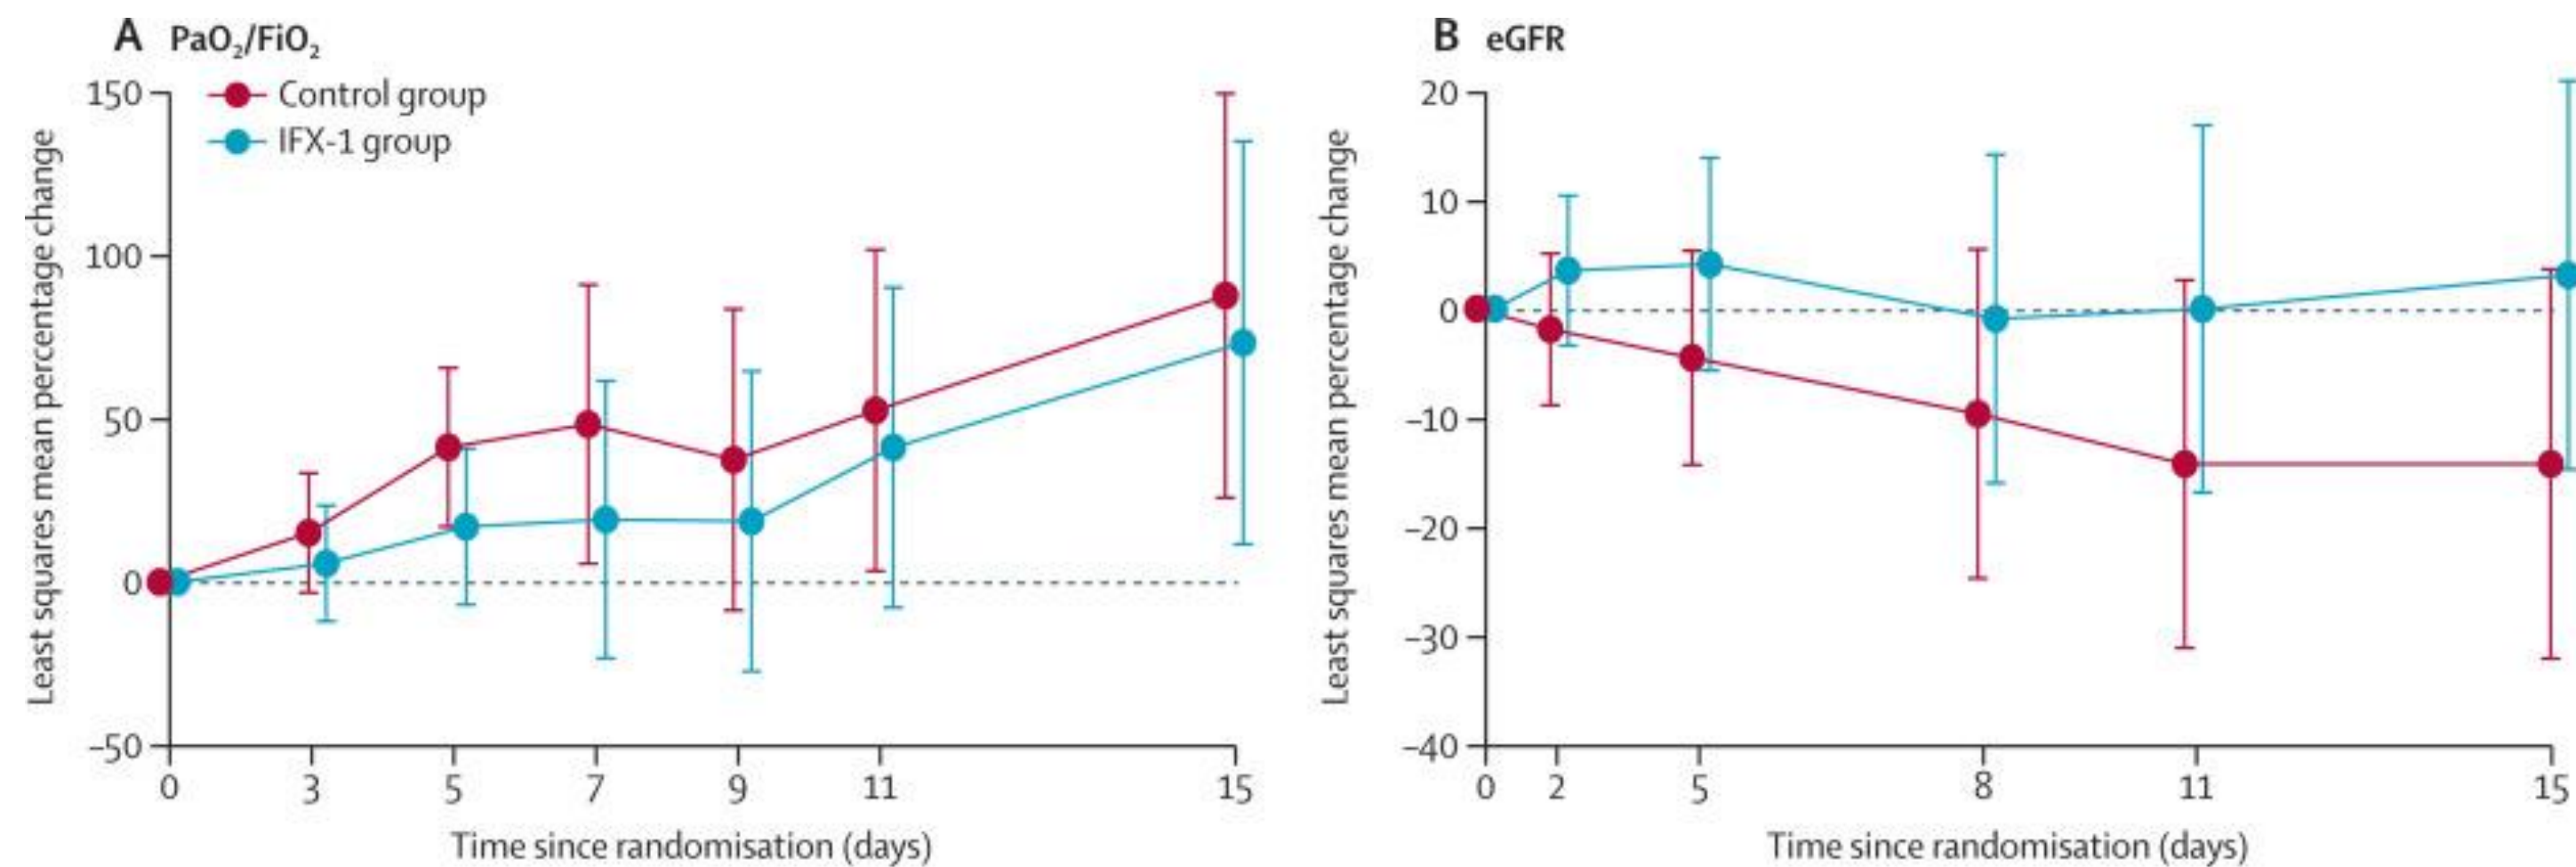 A PaO₂/FiO₂
Control group
IFX-1 group
Least squares mean percentage change
150
100
50
0
–50
0 3 5 7 9 11 15
Time since randomisation (days)
B eGFR
Least squares mean percentage change
20
10
0
–10
–20
–30
–40
0 2 5 8 11 15
Time since randomisation (days)